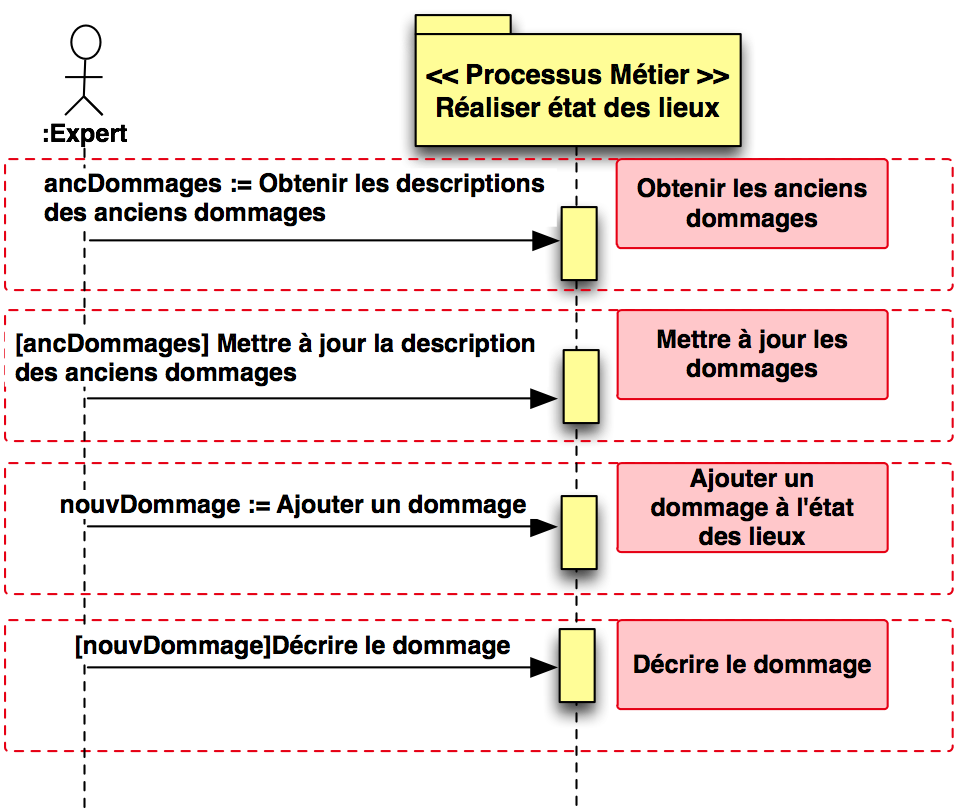 << Processus Métier >>
Réaliser état des lieux
:Expert
ancDommages := Obtenir les descriptions
des anciens dommages
Obtenir les anciens
dommages
[ancDommages] Mettre à jour la description
des anciens dommages
Mettre à jour les
dommages
nouvDommage := Ajouter un dommage
Ajouter un
dommage à l'état
des lieux
[nouvDommage]Décrire le dommage
Décrire le dommage